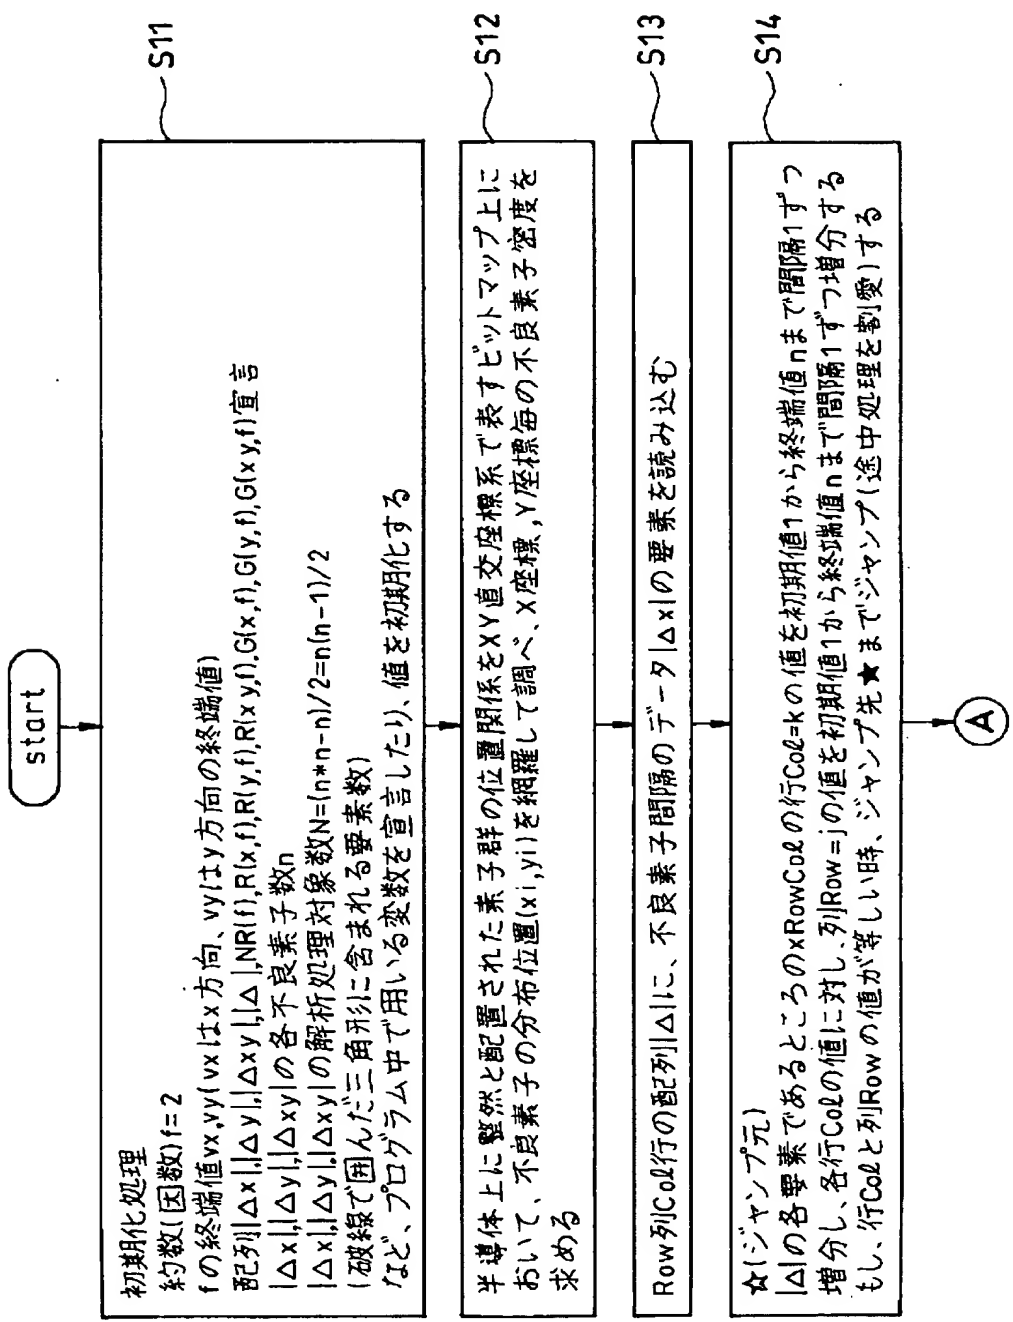 start
S11
初期化処理
約数(因数)f=2
fの終端値vx,vy(vxはx方向、vyはy方向の終端値)
配列|Δx|,|Δy|,|Δxy|,|Δ|,NR(f),R(x,f),R(y,f),R(xy,f),G(x,f),G(y,f),G(xy,f)宣言
|Δx|,|Δy|,|Δxy|の各不良素子数n
|Δx|,|Δy|,|Δxy|の解析処理対象数N=(n*n-n)/2=n(n-1)/2
(破線で囲んだ三角形に含まれる要素数)
など、プログラム中で用いる変数を宣言したり、値を初期化する
S12
半導体上に整然と配置された素子群の位置関係をXY直交座標系で表すビットマップ上に
おいて、不良素子の分布位置(xi,yi)を網羅して調べ、X座標,Y座標毎の不良素子密度を
求める
S13
Row列Col行の配列|Δ|に、不良素子間隔のデータ|Δx|の要素を読み込む
S14
☆(ジャンプ元)
|Δ|の各要素であるところのxRowColの行Col=kの値を初期値1から終端値nまで間隔1ずつ
増分し、各行Colの値に対し、列Row=jの値を初期値1から終端値nまで間隔1ずつ増分する
もし、行Colと列Rowの値が等しい時、ジャンプ先★までジャンプ(途中処理を割愛)する
A